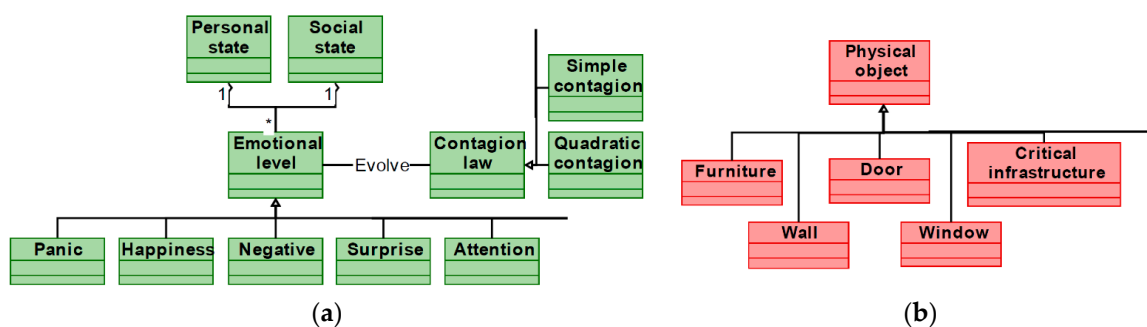 Personal
state
Social
state
1
1
*
Simple
contagion
Emotional
level
Evolve
Contagion
law
Quadratic
contagion
Panic
Happiness
Negative
Surprise
Attention
(a)
Physical
object
Furniture
Door
Critical
infrastructure
Wall
Window
(b)